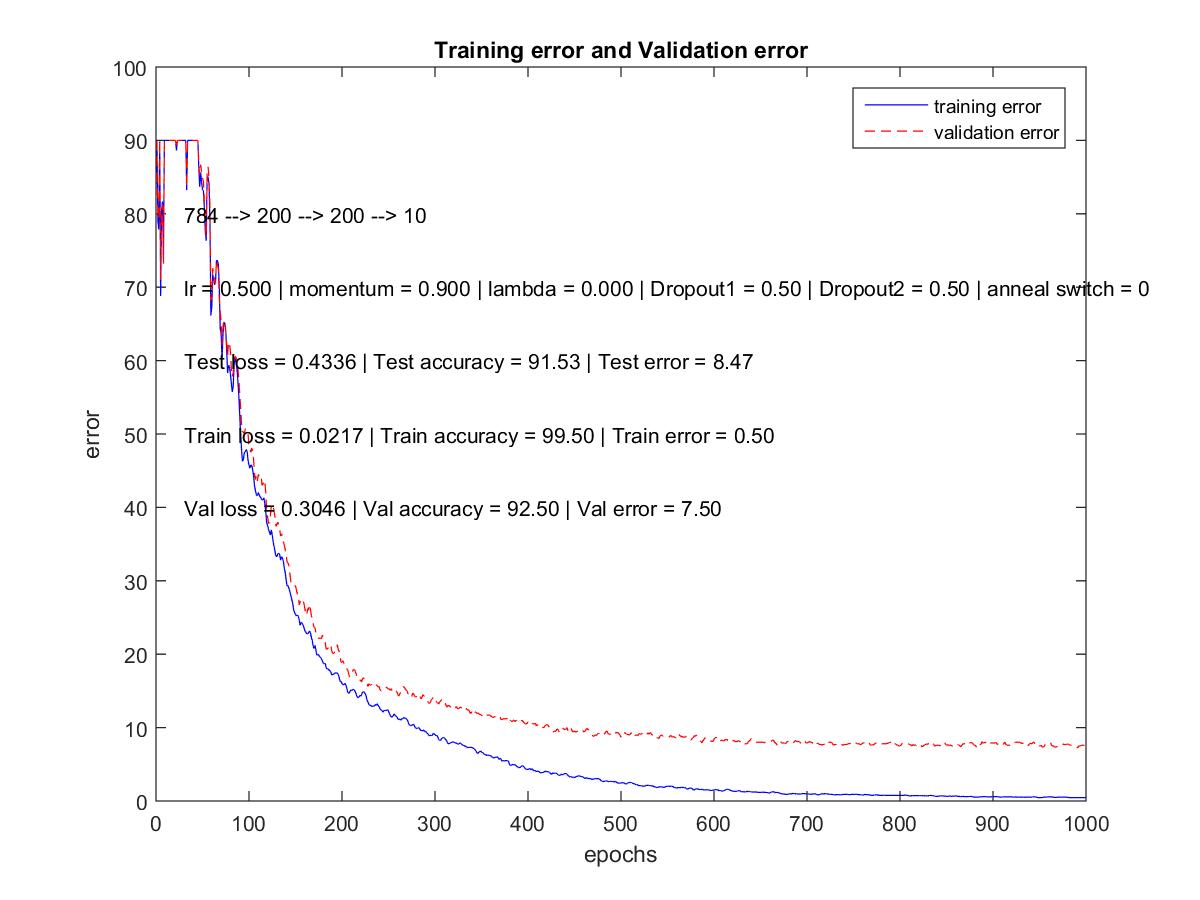 Training error and Validation error
100
90
80
70
60
50
40
30
20
10
0
error
training error
validation error
784 --> 200 --> 200 --> 10
lr = 0.500 | momentum = 0.900 | lambda = 0.000 | Dropout1 = 0.50 | Dropout2 = 0.50 | anneal switch = 0
Test loss = 0.4336 | Test accuracy = 91.53 | Test error = 8.47
Train loss = 0.0217 | Train accuracy = 99.50 | Train error = 0.50
Val loss = 0.3046 | Val accuracy = 92.50 | Val error = 7.50
0 100 200 300 400 500 600 700 800 900 1000
epochs